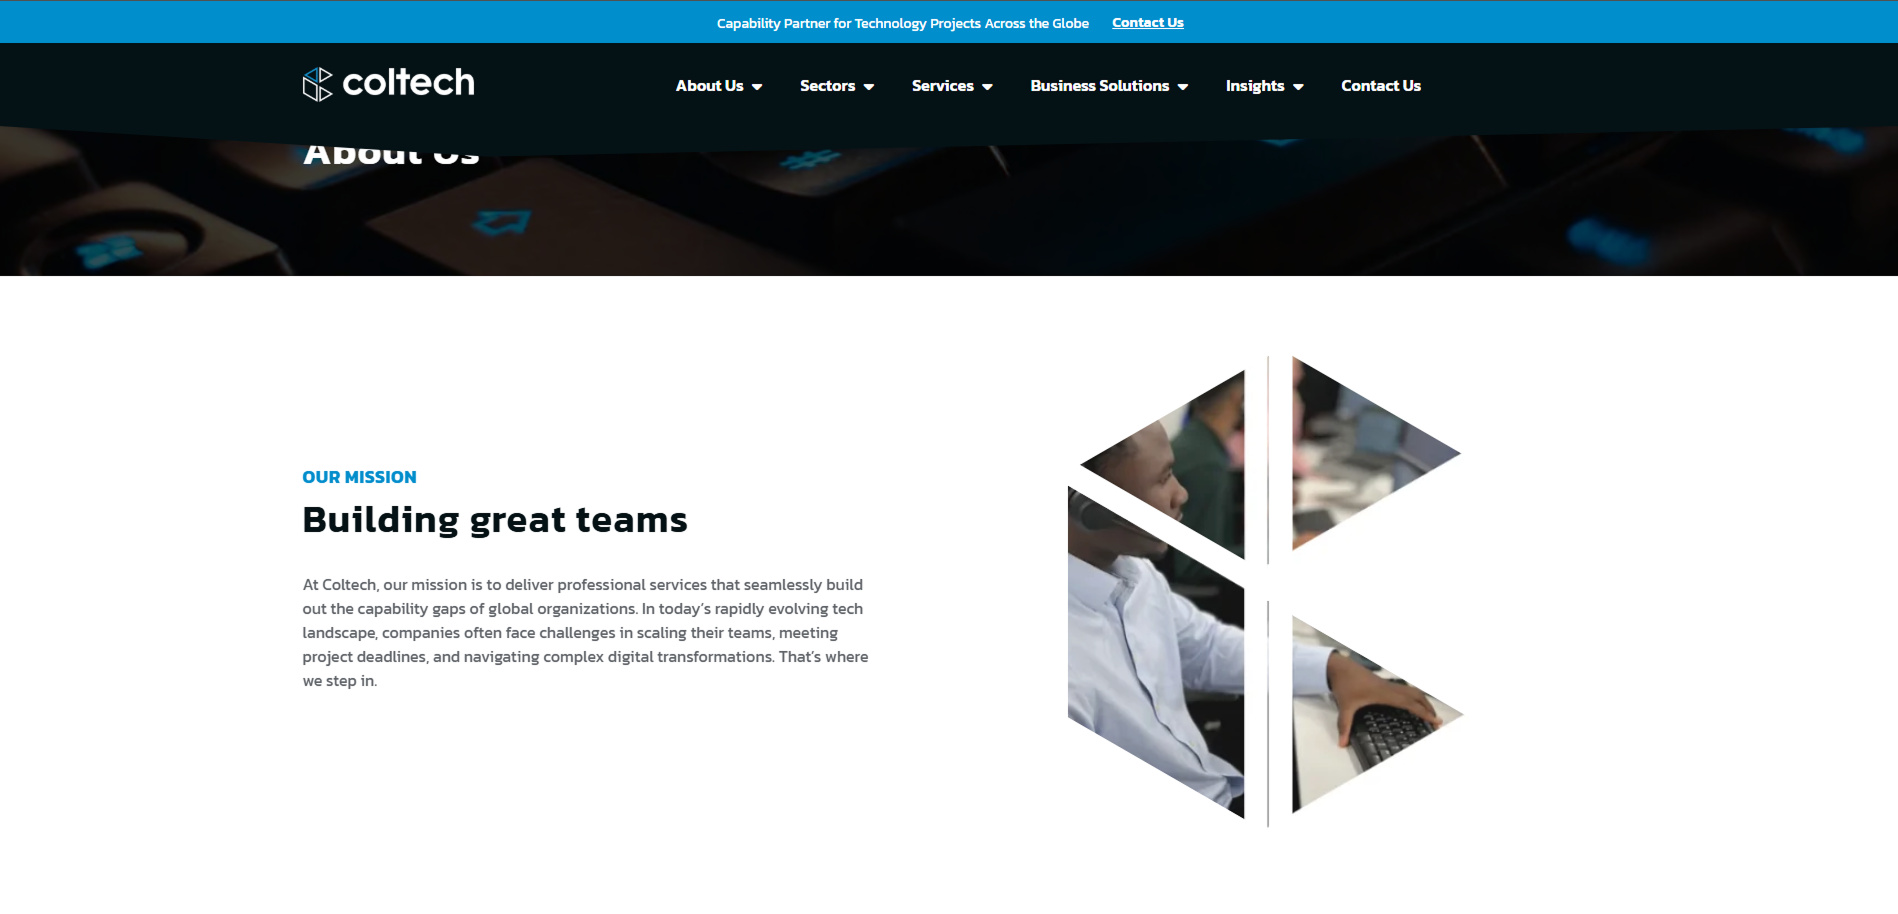 Capability Partner for Technology Projects Across the Globe Contact Us
coltech
About Us Sectors Services Business Solutions Insights Contact Us
About Us
OUR MISSION
Building great teams
At Coltech, our mission is to deliver professional services that seamlessly build
out the capability gaps of global organizations. In today’s rapidly evolving tech
landscape, companies often face challenges in scaling their teams, meeting
project deadlines, and navigating complex digital transformations. That’s where
we step in.